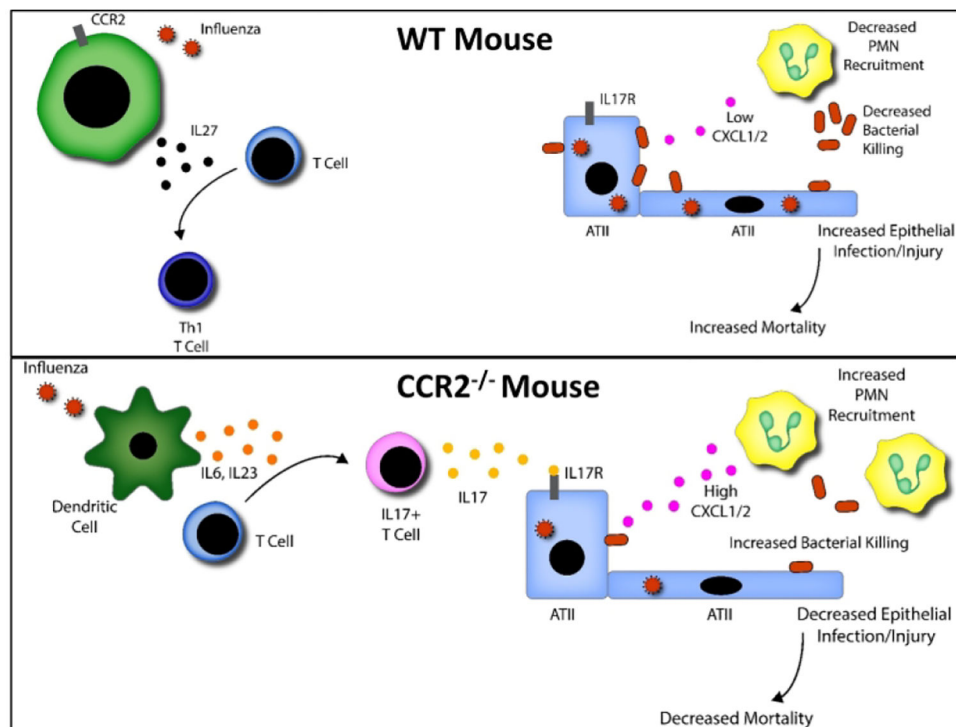 WT Mouse
CCR2
Influenza
IL27
T Cell
Th1
T Cell
IL17R
Low
CXCL1/2
Decreased
PMN
Recruitment
Decreased
Bacterial
Killing
ATII
ATII
Increased Epithelial
Infection/Injury
Increased Mortality
CCR2-/- Mouse
Influenza
Dendritic
Cell
IL6, IL23
T Cell
IL17+
T Cell
IL17
IL17R
High
CXCL1/2
Increased
PMN
Recruitment
Increased Bacterial Killing
ATII
ATII
Decreased Epithelial
Infection/Injury
Decreased Mortality